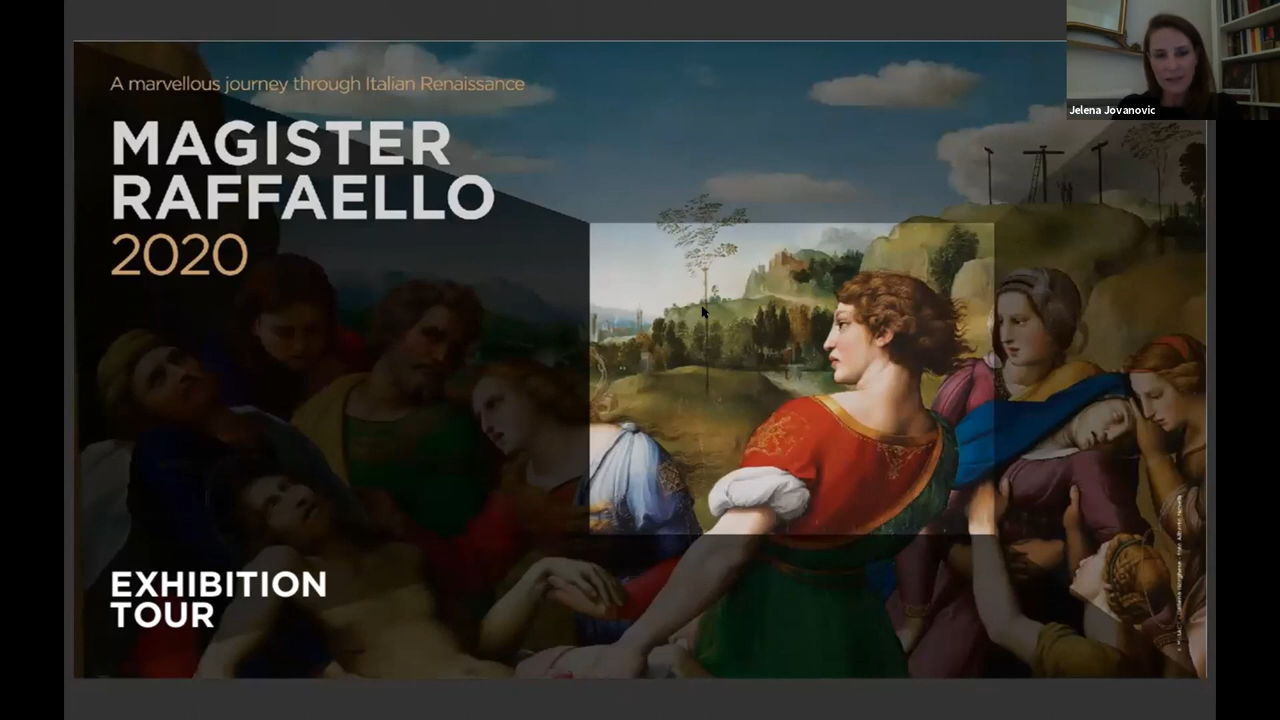 A marvellous journey through Italian Renaissance
MAGISTER
RAFFAELLO
2020
EXHIBITION
TOUR
Jelena Jovanovic